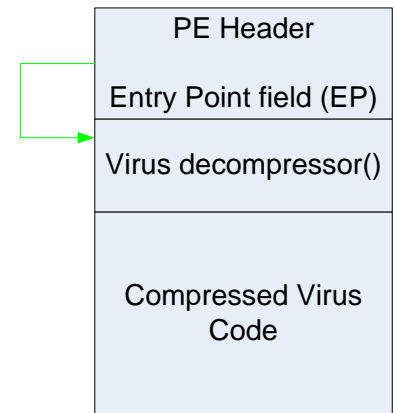 PE Header
Entry Point field (EP)
Virus decompressor()
Compressed Virus
Code